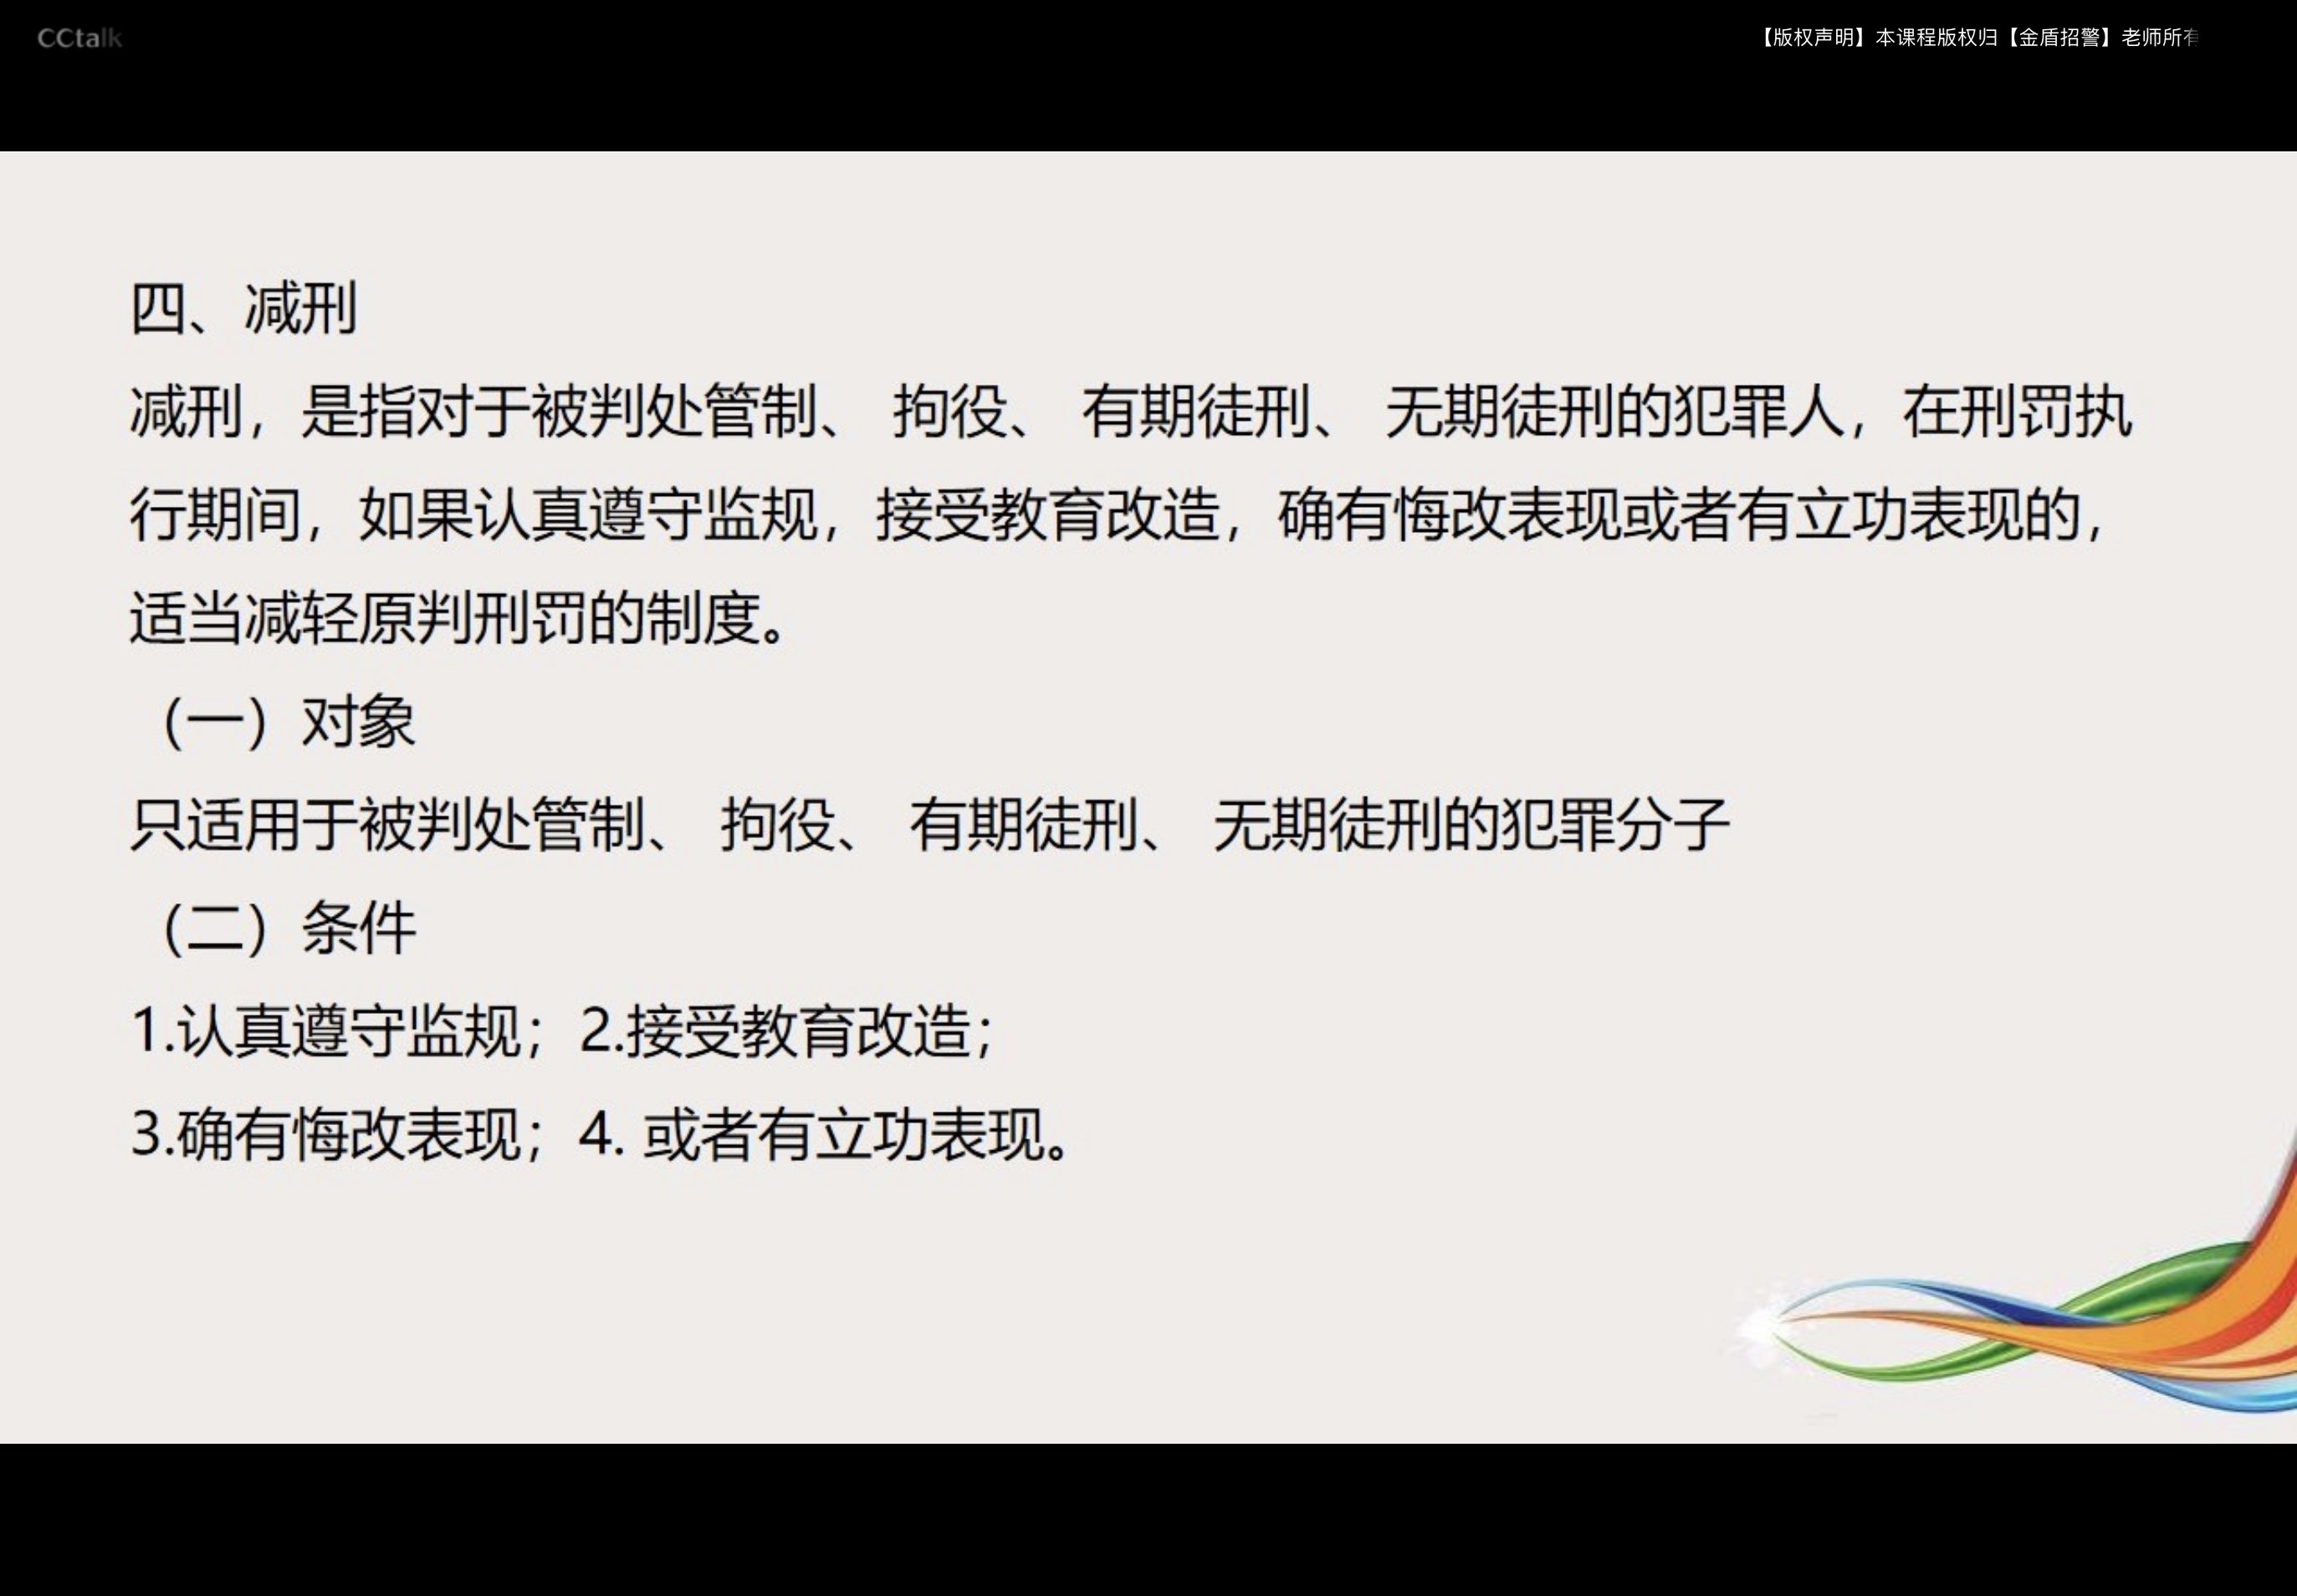 CCtalk
【版权声明】本课程版权归【金盾招警】老师所有
四、减刑
减刑，是指对于被判处管制、 拘役、 有期徒刑、 无期徒刑的犯罪人，在刑罚执
行期间，如果认真遵守监规，接受教育改造，确有悔改表现或者有立功表现的，
适当减轻原判刑罚的制度。
（一）对象
只适用于被判处管制、 拘役、 有期徒刑、 无期徒刑的犯罪分子
（二）条件
1.认真遵守监规；2.接受教育改造；
3.确有悔改表现；4. 或者有立功表现。